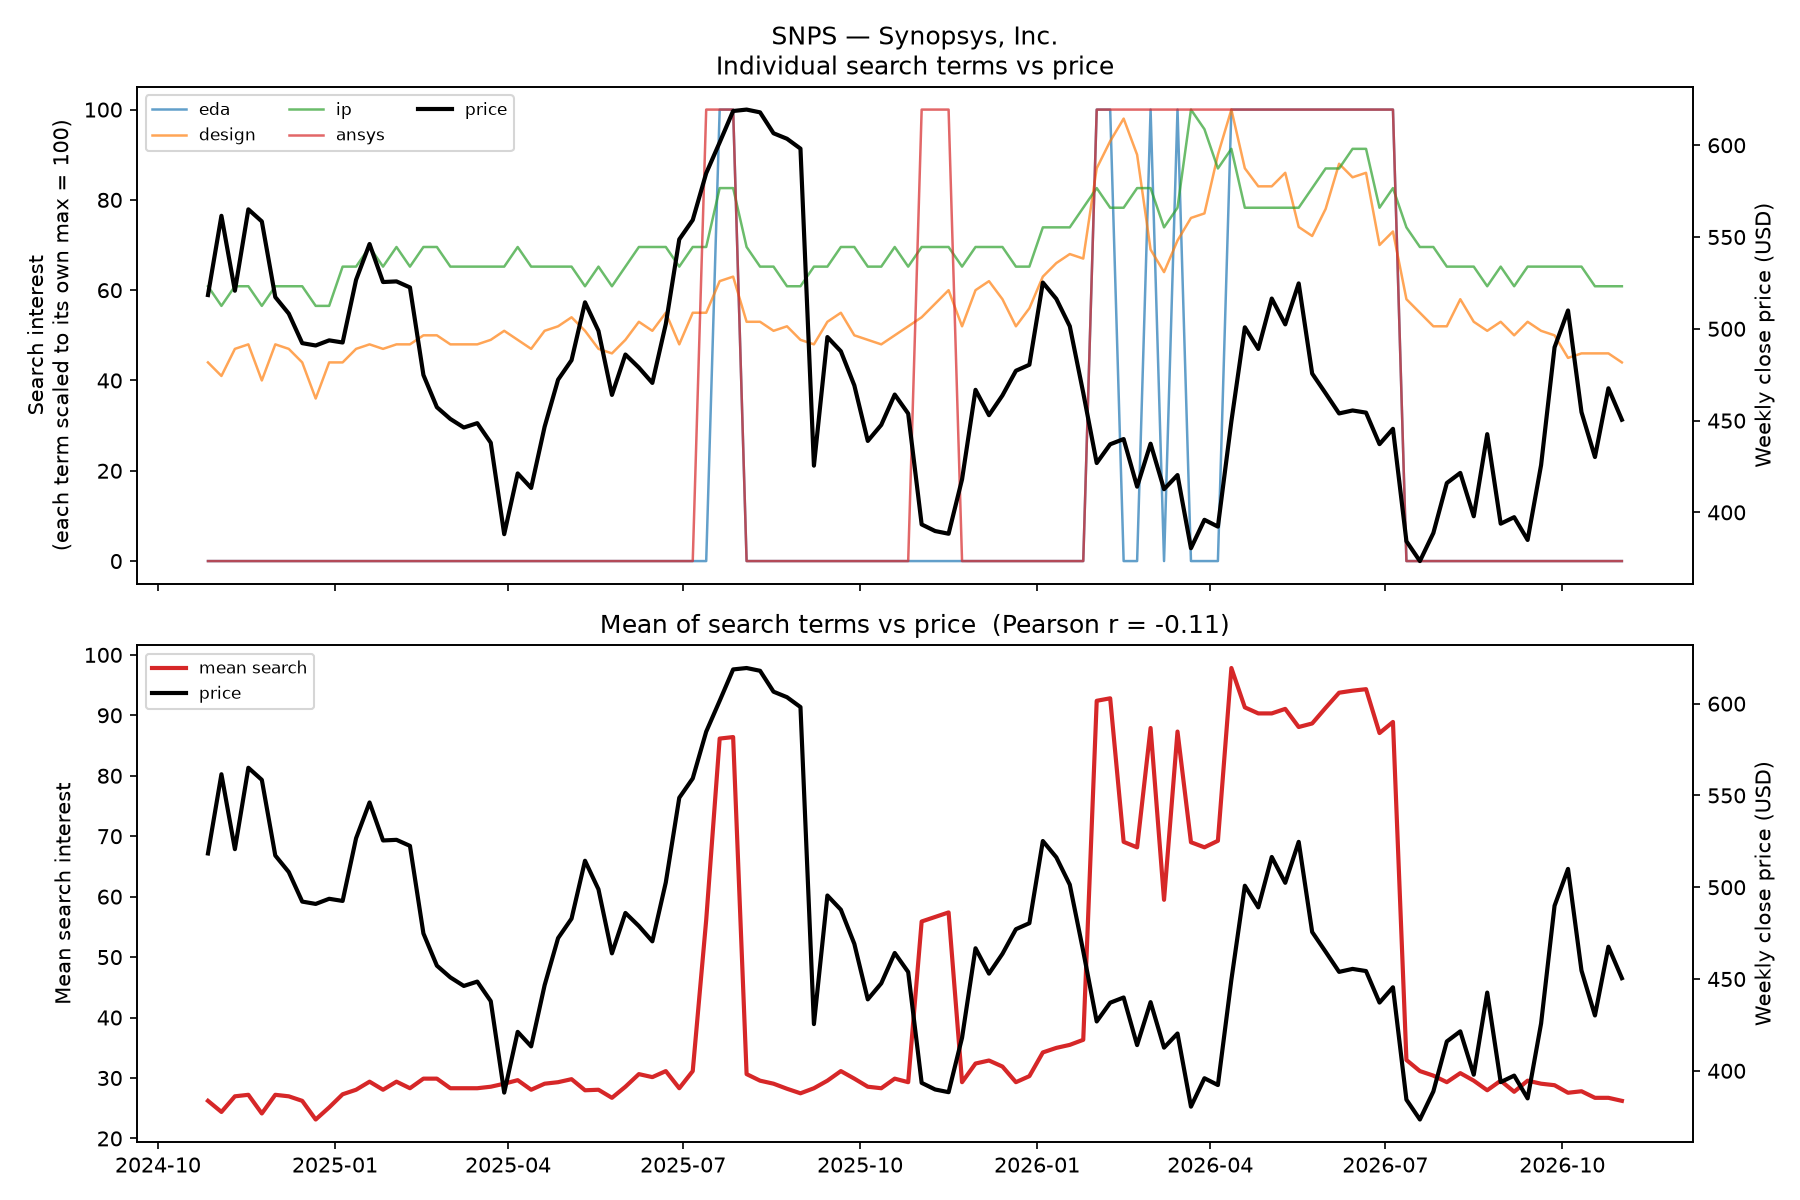 SNPS — Synopsys, Inc.
Individual search terms vs price
eda
design
ip
ansys
price
Search interest
(each term scaled to its own max = 100)
100
80
60
40
20
0
Weekly close price (USD)
600
550
500
450
400
Mean of search terms vs price  (Pearson r = -0.11)
mean search
price
Mean search interest
100
90
80
70
60
50
40
30
20
Weekly close price (USD)
600
550
500
450
400
2024-10
2025-01
2025-04
2025-07
2025-10
2026-01
2026-04
2026-07
2026-10